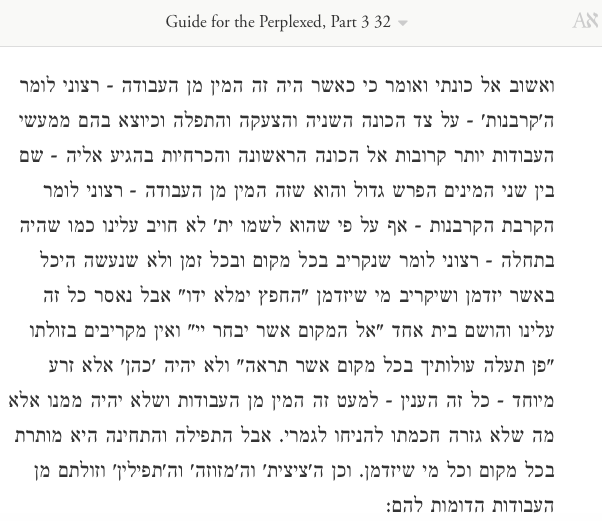 Guide for the Perplexed, Part 3 32
Aא
ואשוב אל כונתי ואומר כי כאשר היה זה המין מן העבודה - רצוני לומר
ה'קרבנות' - על צד הכונה השניה והצעקה והתפלה וכיוצא בהם ממעשי
העבודות יותר קרובות אל הכונה הראשונה והכרחיות בהגיע אליה - שם
בין שני המינים הפרש גדול והוא שזה המין מן העבודה - רצוני לומר
הקרבת הקרבנות - אף על פי שהוא לשמו ית' לא חויב עלינו כמו שהיה
בתחלה - רצוני לומר שנקריב בכל מקום ובכל זמן ולא שנעשה היכל
באשר יזדמן ושיקריב מי שיזדמן "החפץ ימלא ידו" אבל נאסר כל זה
עלינו והושם בית אחד "אל המקום אשר יבחר יי" ואין מקריבים בזולתו
"פן תעלה עולותיך בכל מקום אשר תראה" ולא יהיה 'כהן' אלא זרע
מיוחד - כל זה הענין - למעט זה המין מן העבודות ושלא יהיה ממנו אלא
מה שלא גזרה חכמתו להניחו לגמרי. אבל התפילה והתחינה היא מותרת
בכל מקום וכל מי שיזדמן. וכן ה'ציצית' וה'מזוזה' וה'תפילין' וזולתם מן
העבודות הדומות להם: